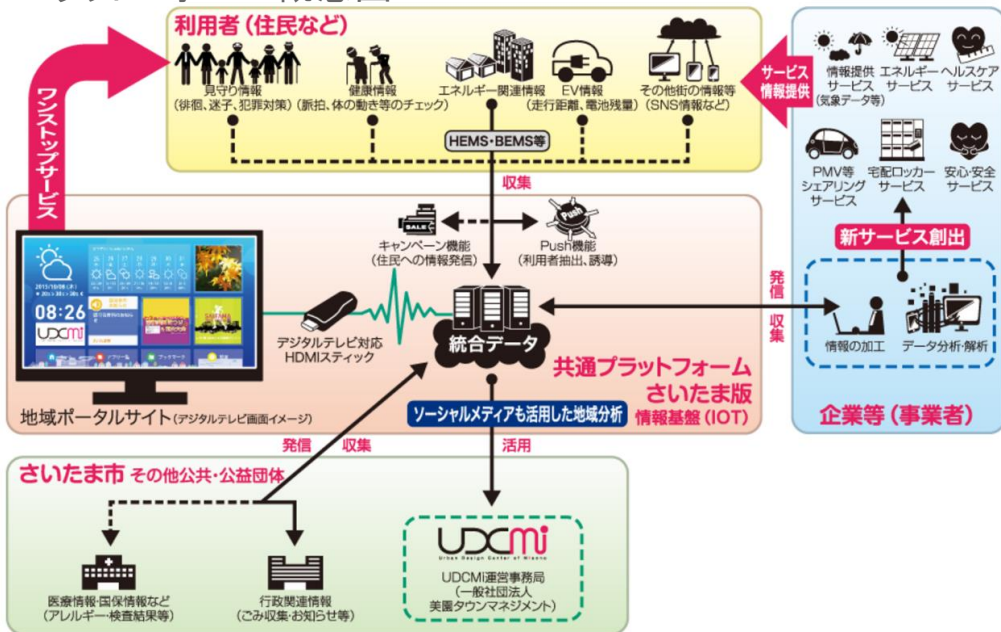 利用者（住民など）
見守り情報
（徘徊、迷子、犯罪対策）
健康情報
（脈拍、体の動き等のチェック）
エネルギー関連情報
EV情報
（走行距離、電池残量）
その他街の情報等
（SNS情報など）
HEMS・BEMS等
収集
ワンストップサービス
サービス
情報提供
情報提供
サービス
（気象データ等）
エネルギー
サービス
ヘルスケア
サービス
PMV等
シェアリング
サービス
宅配ロッカー
サービス
安心・安全
サービス
新サービス創出
情報の加工
データ分析・解析
企業等（事業者）
発信
収集
SALE
キャンペーン機能
（住民への情報発信）
Push
Push機能
（利用者抽出、誘導）
2015/10/08（木）
08:26
UDCMi
デジタルテレビ対応
HDMIスティック
統合データ
地域ポータルサイト（デジタルテレビ画面イメージ）
共通プラットフォーム
さいたま版
情報基盤（IOT）
ソーシャルメディアも活用した地域分析
発信
収集
活用
さいたま市 その他公共・公益団体
医療情報・国保情報など
（アレルギー・検査結果等）
行政関連情報
（ごみ収集・お知らせ等）
UDCMi
Urban Design Center of Misono
UDCMi運営事務局
（一般社団法人
美園タウンマネジメント）